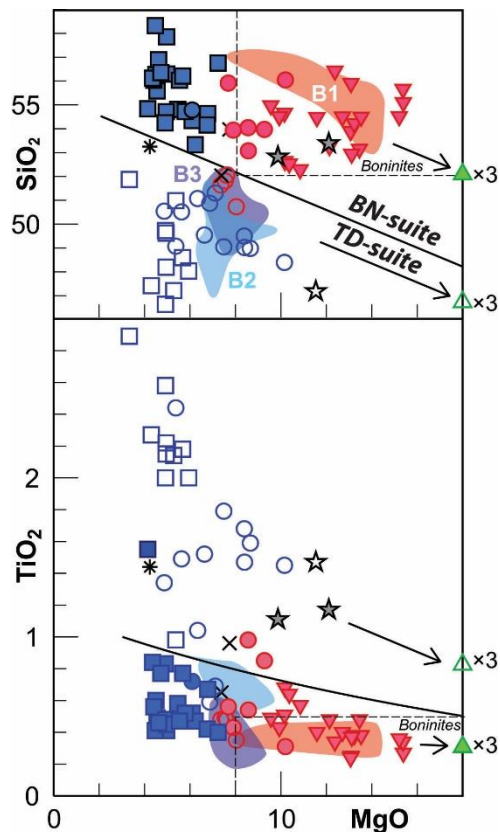 B1
55
SiO2
Boninites
×3
B3
BN-suite
50
TD-suite
B2
×3
2
TiO2
×3
1
Boninites
×3
B3
0
0
10
MgO